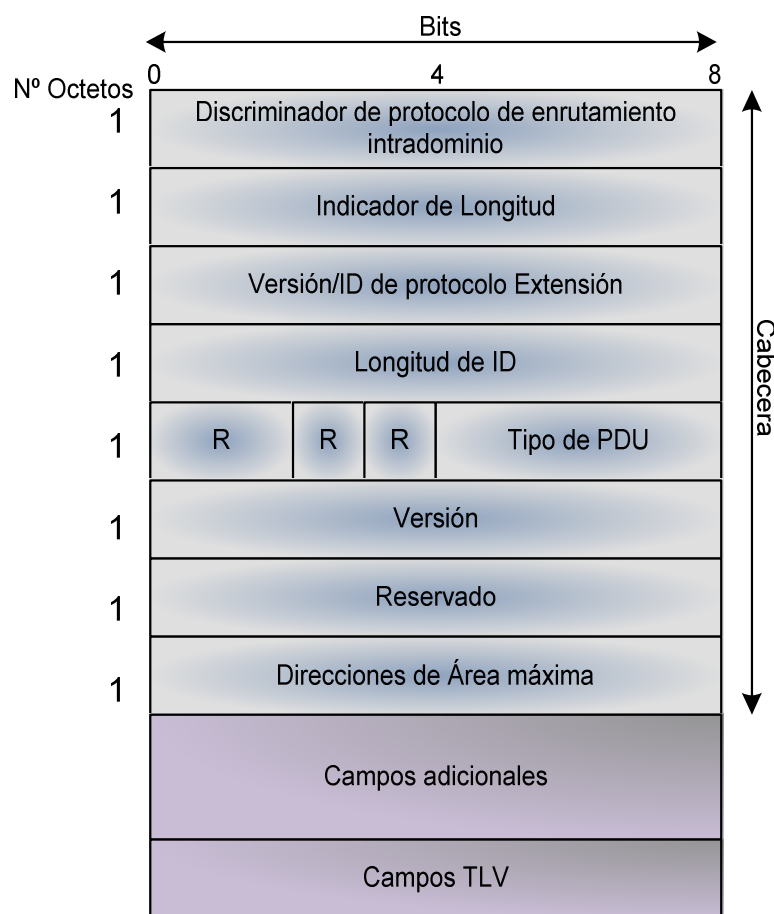 Bits
0 4 8
Nº Octetos
1 Discriminador de protocolo de enrutamiento
intradominio
1 Indicador de Longitud
1 Versión/ID de protocolo Extensión
1 Longitud de ID
1 R R R Tipo de PDU
1 Versión
1 Reservado
1 Direcciones de Área máxima
Cabecera
Campos adicionales
Campos TLV